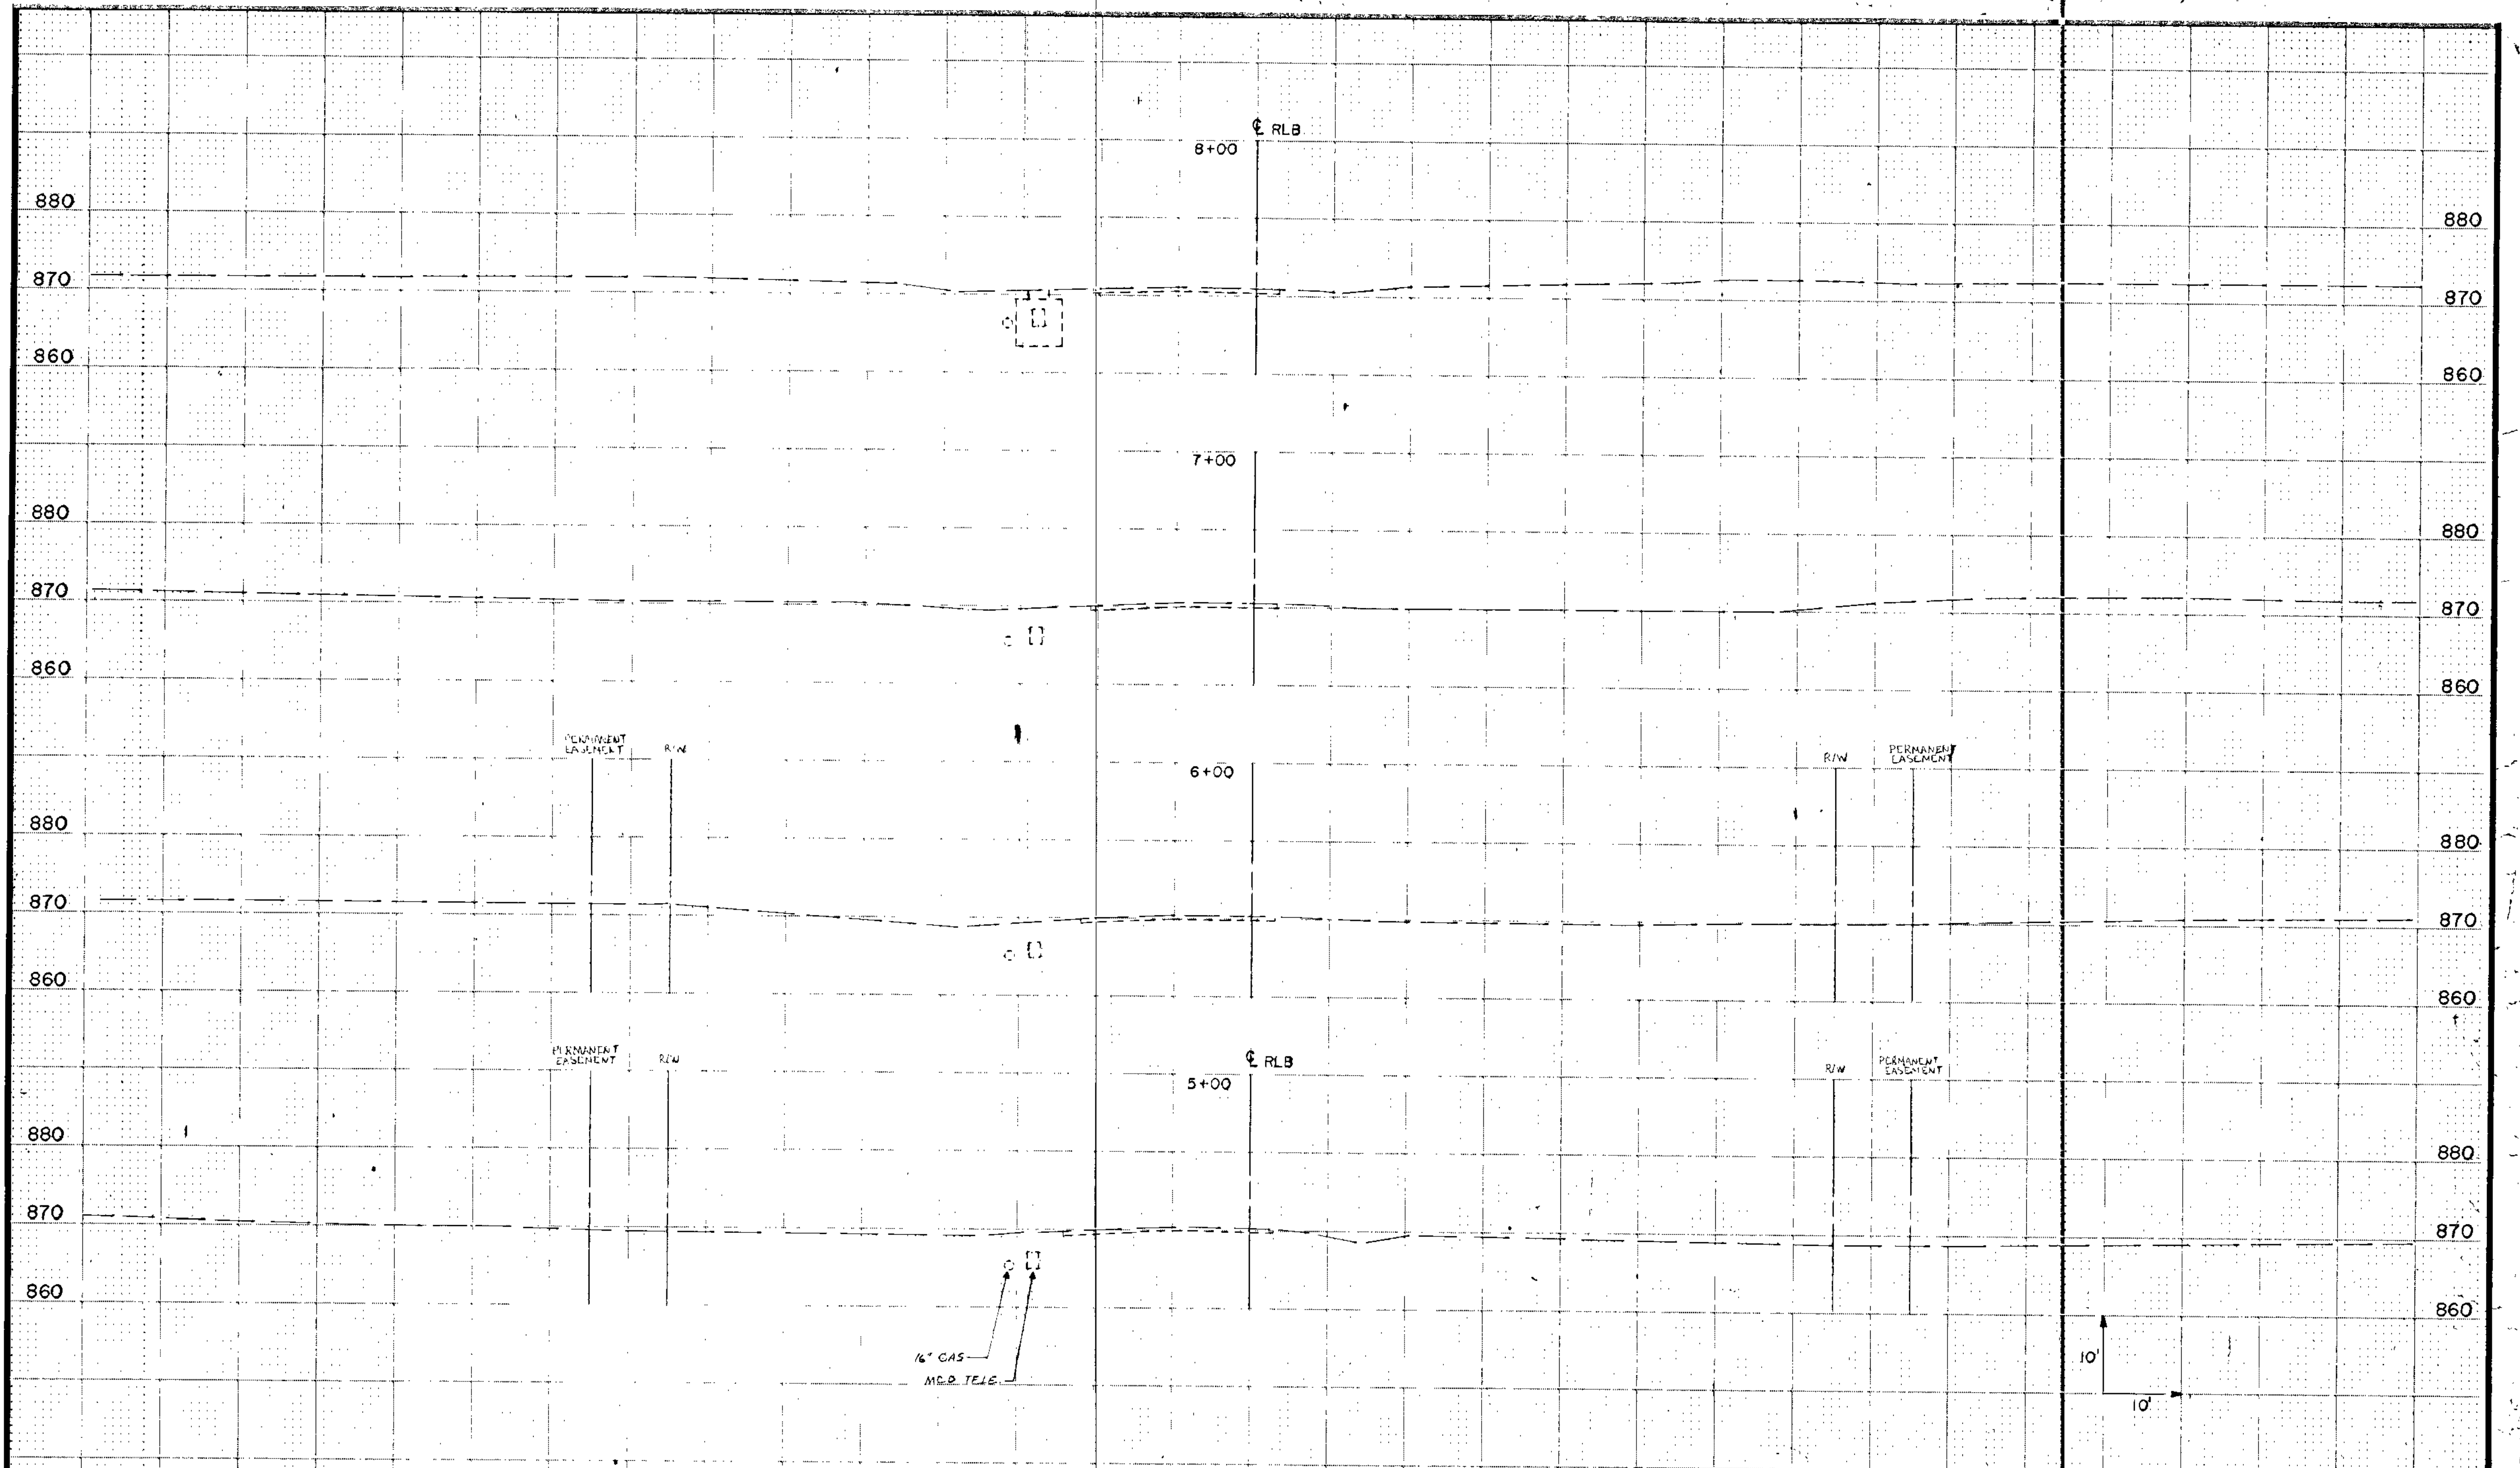 ℄ RLB
8+00
880 880
870 870
860 860
7+00
880 880
870 870
860 860
PERMANENT
EASEMENT
R/W
6+00
R/W
PERMANENT
EASEMENT
880 880
870 870
860 860
PERMANENT
EASEMENT
R/W
℄ RLB
5+00
R/W
PERMANENT
EASEMENT
880 880
870 870
860 860
16" GAS
MCD TELE.
10'
10'